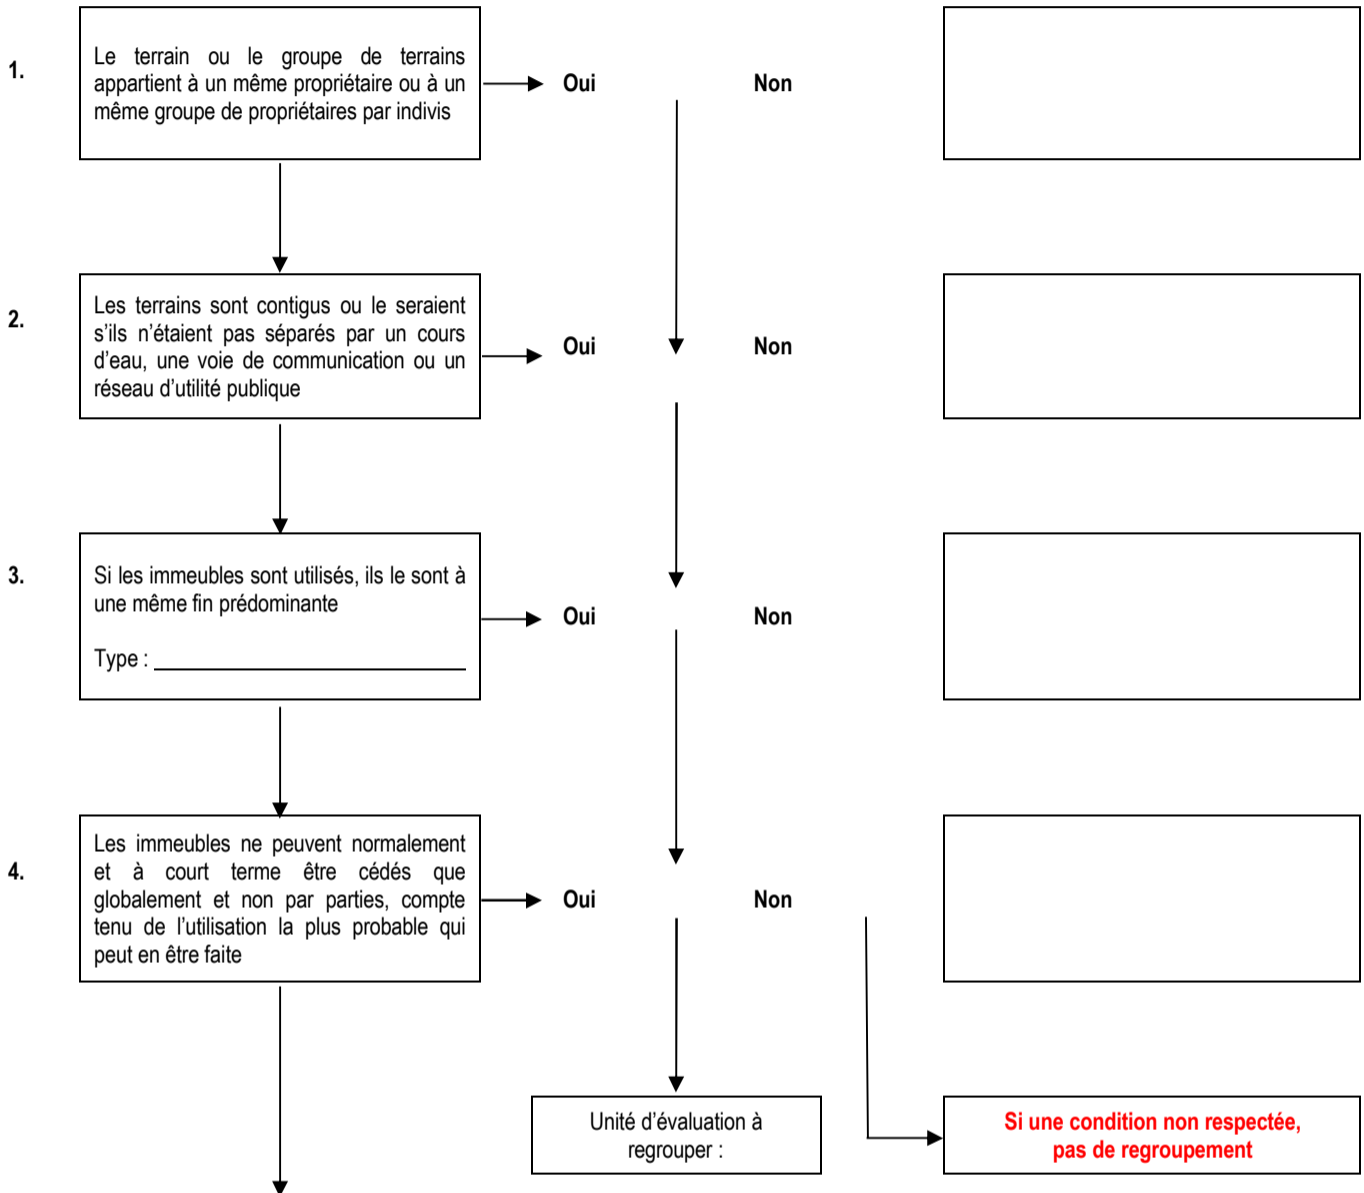 1.
Le terrain ou le groupe de terrains
appartient à un même propriétaire ou à un
même groupe de propriétaires par indivis
Oui
Non
2.
Les terrains sont contigus ou le seraient
s'ils n'étaient pas séparés par un cours
d'eau, une voie de communication ou un
réseau d'utilité publique
Oui
Non
3.
Si les immeubles sont utilisés, ils le sont à
une même fin prédominante
Type :
Oui
Non
4.
Les immeubles ne peuvent normalement
et à court terme être cédés que
globalement et non par parties, compte
tenu de l'utilisation la plus probable qui
peut en être faite
Oui
Non
Unité d'évaluation à
regrouper :
Si une condition non respectée,
pas de regroupement